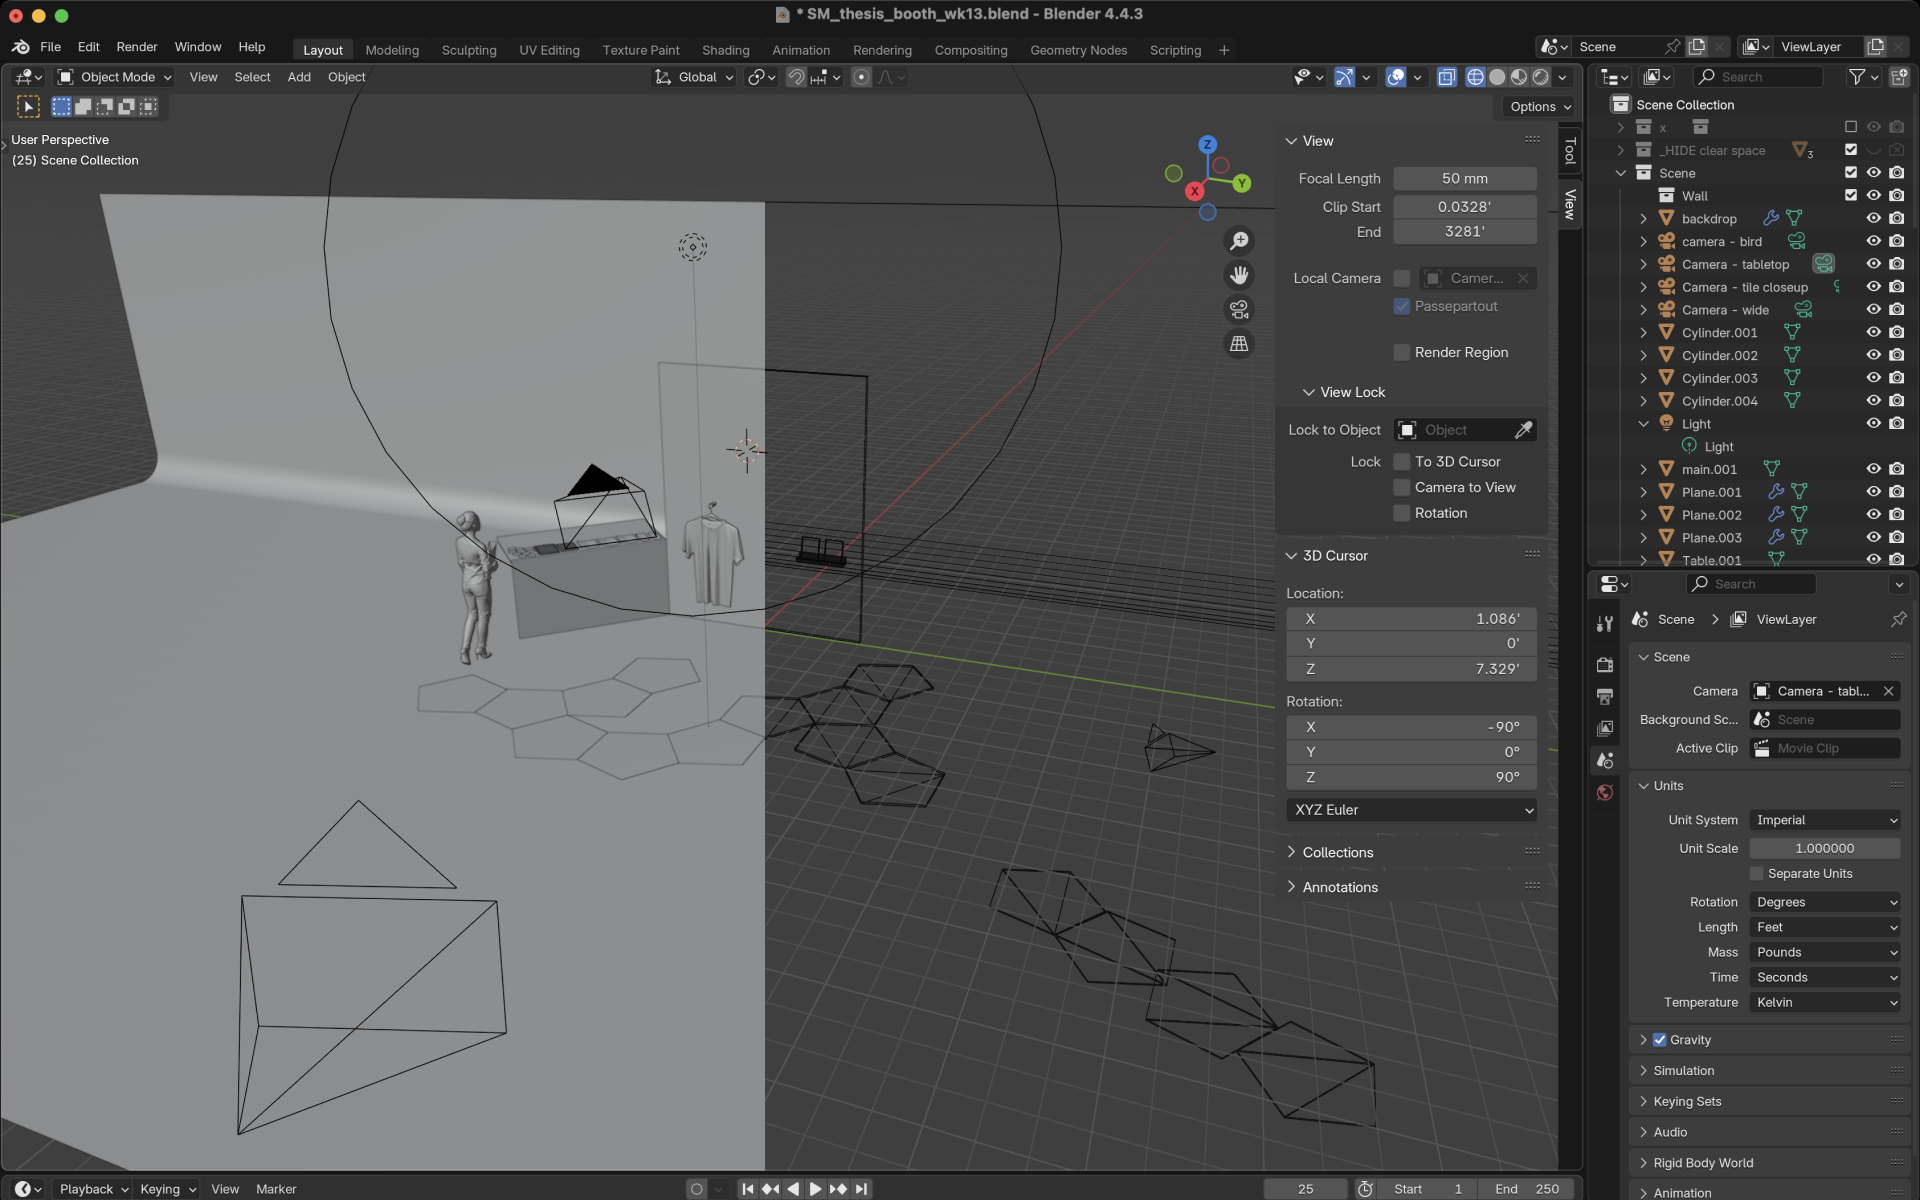 * SM_thesis_booth_wk13.blend - Blender 4.4.3
File Edit Render Window Help
Layout Modeling Sculpting UV Editing Texture Paint Shading Animation Rendering Compositing Geometry Nodes Scripting +
Scene
ViewLayer
Object Mode View Select Add Object
Global
Options
User Perspective
(25) Scene Collection
Z
Y
X
Tool
View
View
Focal Length 50 mm
Clip Start 0.0328'
End 3281'
Local Camera Camer...
Passepartout
Render Region
View Lock
Lock to Object Object
Lock To 3D Cursor
Camera to View
Rotation
3D Cursor
Location:
X 1.086'
Y 0'
Z 7.329'
Rotation:
X -90°
Y 0°
Z 90°
XYZ Euler
Collections
Annotations
Search
Scene Collection
x
_HIDE clear space 3
Scene
Wall
backdrop
camera - bird
Camera - tabletop
Camera - tile closeup
Camera - wide
Cylinder.001
Cylinder.002
Cylinder.003
Cylinder.004
Light
Light
main.001
Plane.001
Plane.002
Plane.003
Table.001
Search
Scene > ViewLayer
Scene
Camera Camera - tabl...
Background Sc... Scene
Active Clip Movie Clip
Units
Unit System Imperial
Unit Scale 1.000000
Separate Units
Rotation Degrees
Length Feet
Mass Pounds
Time Seconds
Temperature Kelvin
Gravity
Simulation
Keying Sets
Audio
Rigid Body World
Animation
Playback Keying View Marker
25
Start 1
End 250